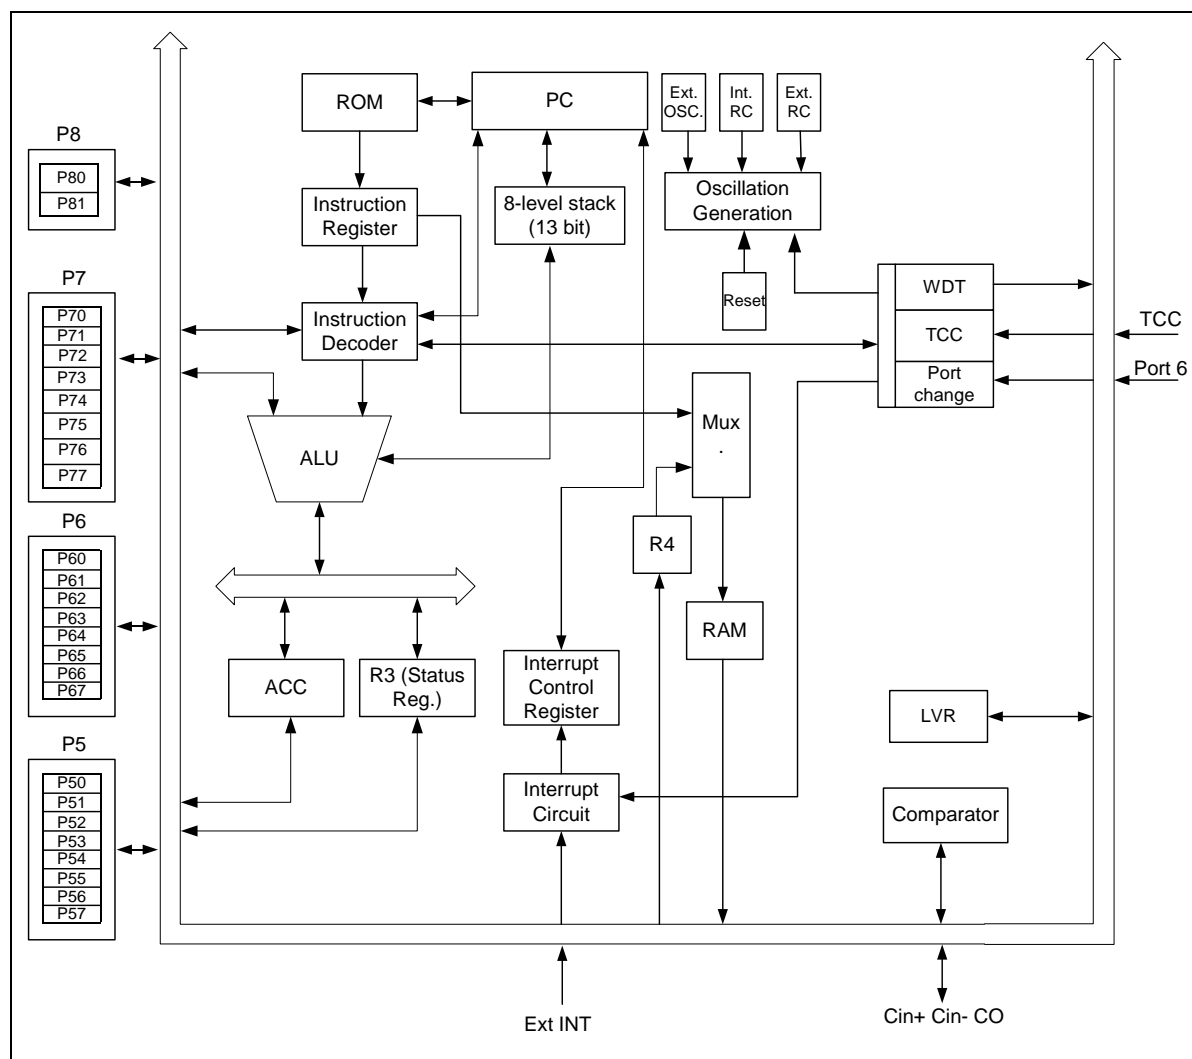 ROM
PC
Ext.
OSC.
Int.
RC
Ext.
RC
P8
P80
P81
Instruction
Register
8-level stack
(13 bit)
Oscillation
Generation
Reset
P7
P70
P71
P72
P73
P74
P75
P76
P77
Instruction
Decoder
WDT
TCC
Port
change
TCC
Port 6
Mux
.
ALU
R4
P6
P60
P61
P62
P63
P64
P65
P66
P67
RAM
ACC
R3 (Status
Reg.)
Interrupt
Control
Register
LVR
P5
P50
P51
P52
P53
P54
P55
P56
P57
Interrupt
Circuit
Comparator
Ext INT
Cin+ Cin- CO